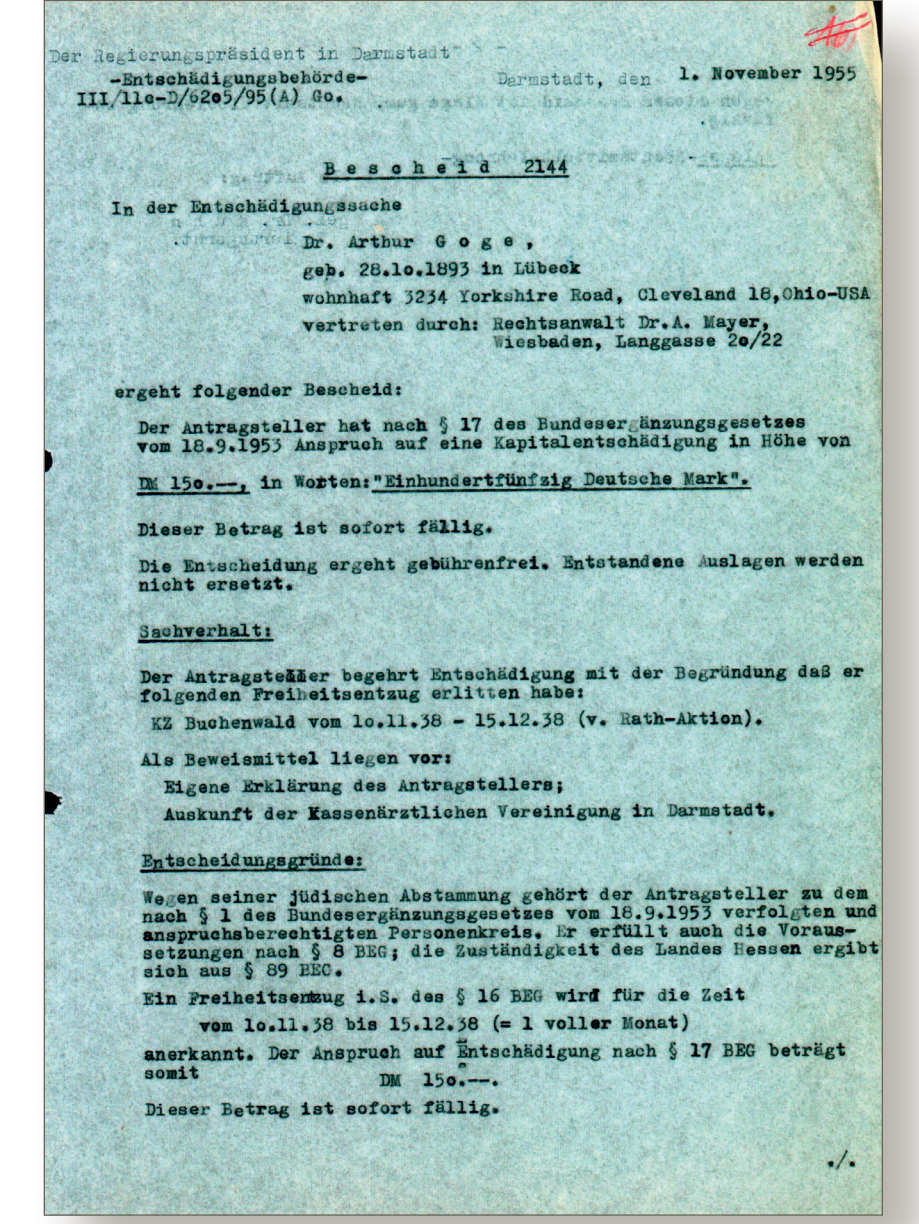 Der Regierungspräsident in Darmstadt
-Entschädigungsbehörde-
Darmstadt, den 1. November 1955
III/11c-D/62o5/95(A) Go.
B e s c h e i d 2144
In der Entschädigungssache
Dr. Arthur G o g e ,
geb. 28.1o.1893 in Lübeck
wohnhaft 3234 Yorkshire Road, Cleveland 18,Ohio-USA
vertreten durch: Rechtsanwalt Dr.A. Mayer,
Wiesbaden, Langgasse 2o/22
ergeht folgender Bescheid:
Der Antragsteller hat nach § 17 des Bundesergänzungsgesetzes
vom 18.9.1953 Anspruch auf eine Kapitalentschädigung in Höhe von
DM 15o.--, in Worten:"Einhundertfünfzig Deutsche Mark".
Dieser Betrag ist sofort fällig.
Die Entscheidung ergeht gebührenfrei. Entstandene Auslagen werden
nicht ersetzt.
Sachverhalt:
Der Antragsteller begehrt Entschädigung mit der Begründung daß er
folgenden Freiheitsentzug erlitten habe:
KZ Buchenwald vom 1o.11.38 - 15.12.38 (v. Rath-Aktion).
Als Beweismittel liegen vor:
Eigene Erklärung des Antragstellers;
Auskunft der Kassenärztlichen Vereinigung in Darmstadt.
Entscheidungsgründe:
Wegen seiner jüdischen Abstammung gehört der Antragsteller zu dem
nach § 1 des Bundesergänzungsgesetzes vom 18.9.1953 verfolgten und
anspruchsberechtigten Personenkreis. Er erfüllt auch die Voraus-
setzungen nach § 8 BEG; die Zuständigkeit des Landes Hessen ergibt
sich aus § 89 BEG.
Ein Freiheitsentzug i.S. des § 16 BEG wird für die Zeit
vom 1o.11.38 bis 15.12.38 (= 1 voller Monat)
anerkannt. Der Anspruch auf Entschädigung nach § 17 BEG beträgt
somit
DM 15o.--.
Dieser Betrag ist sofort fällig.
./.